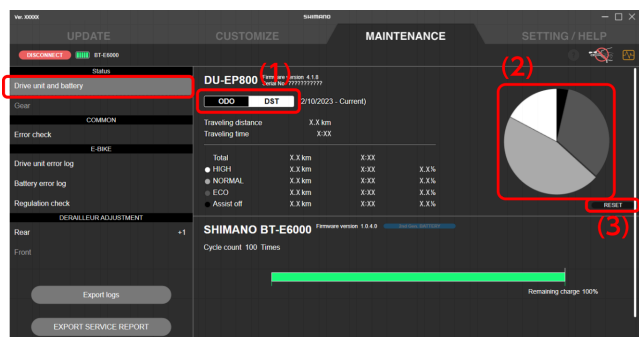 Ver. XXXXX
SHIMANO
UPDATE
CUSTOMIZE
MAINTENANCE
SETTING / HELP
DISCONNECT
BT-E8000
Status
Drive unit and battery
Gear
COMMON
Error check
E-BIKE
Drive unit error log
Battery error log
Regulation check
DERAILLEUR ADJUSTMENT
Rear +1
Front
Export logs
EXPORT SERVICE REPORT
(1)
(2)
DU-EP800 Firmware version 4.1.8
Serial No ???????????
ODO DST 2/10/2023 - Current)
Traveling distance X.X km
Traveling time X:XX
Total X.X km X:XX
HIGH X.X km X:XX X.X%
NORMAL X.X km X:XX X.X%
ECO X.X km X:XX X.X%
Assist off X.X km X:XX X.X%
RESET
(3)
SHIMANO BT-E6000 Firmware version 1.0.4.0
Cycle count 100 Times
Remaining charge 100%